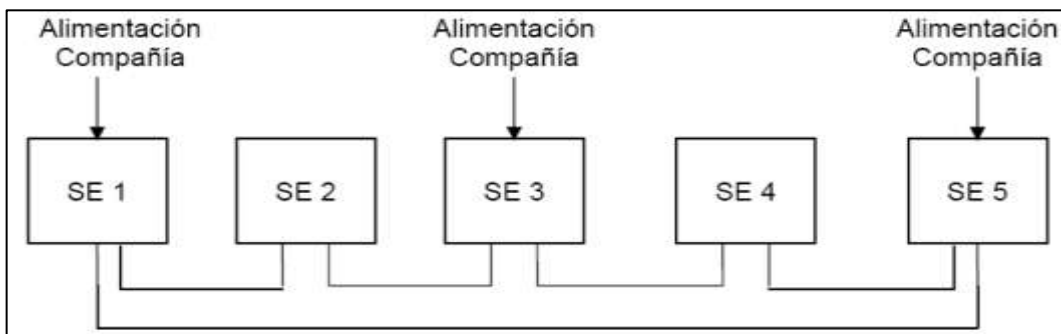 Alimentación
Compañía
Alimentación
Compañía
Alimentación
Compañía
SE 1
SE 2
SE 3
SE 4
SE 5